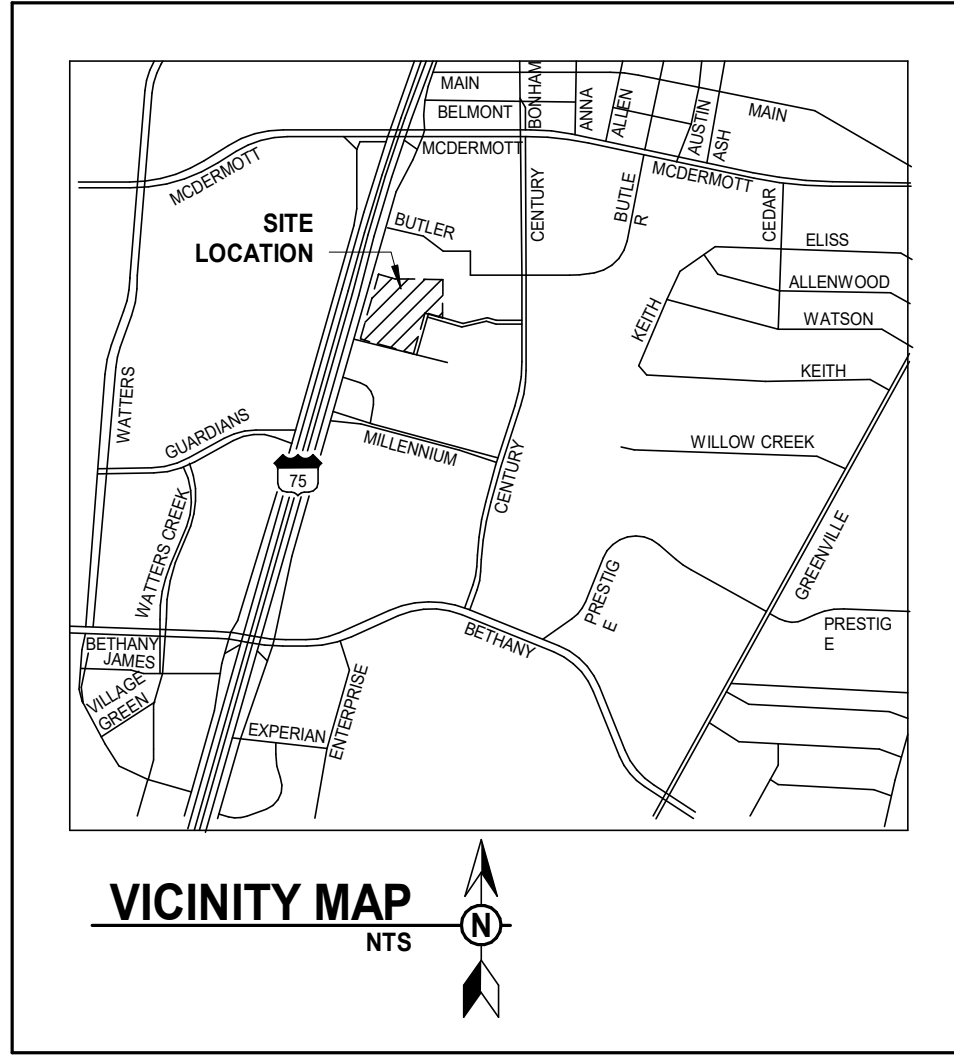 MAIN
BELMONT
BONHAM
ANNA
ALLEN
AUSTIN
ASH
MAIN
MCDERMOTT
MCDERMOTT
MCDERMOTT
SITE
LOCATION
BUTLER
CENTURY
BUTLE
R
CEDAR
ELISS
ALLENWOOD
WATSON
KEITH
KEITH
WATTERS
GUARDIANS
MILLENNIUM
WILLOW CREEK
75
CENTURY
WATTERS CREEK
GREENVILLE
PRESTIG
E
PRESTIG
E
BETHANY
BETHANY
JAMES
VILLAGE
GREEN
EXPERIAN
ENTERPRISE
VICINITY MAP
NTS
N